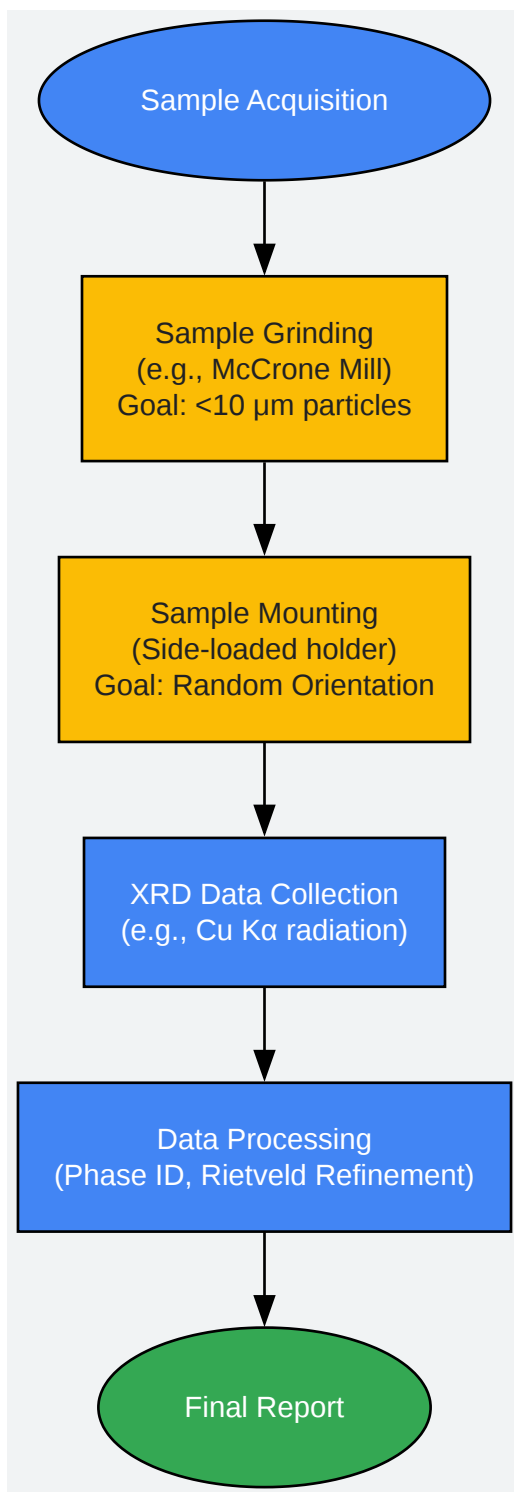 Sample Acquisition
Sample Grinding
(e.g., McCrone Mill)
Goal: <10 μm particles
Sample Mounting
(Side-loaded holder)
Goal: Random Orientation
XRD Data Collection
(e.g., Cu Kα radiation)
Data Processing
(Phase ID, Rietveld Refinement)
Final Report